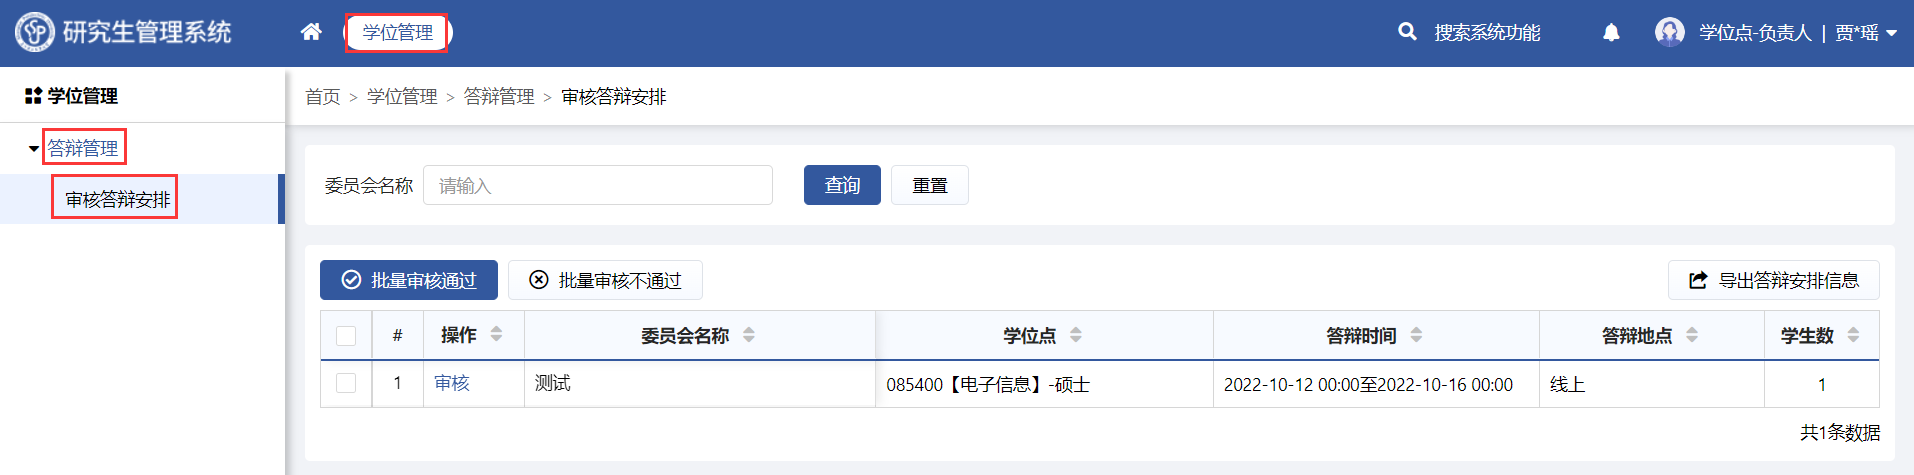 研究生管理系统 学位管理 搜索系统功能 学位点-负责人 | 贾*瑶
学位管理
首页 > 学位管理 > 答辩管理 > 审核答辩安排
答辩管理
审核答辩安排
委员会名称 请输入 查询 重置
批量审核通过 批量审核不通过 导出答辩安排信息
# 操作 委员会名称 学位点 答辩时间 答辩地点 学生数
1 审核 测试 085400【电子信息】-硕士 2022-10-12 00:00至2022-10-16 00:00 线上 1
共1条数据